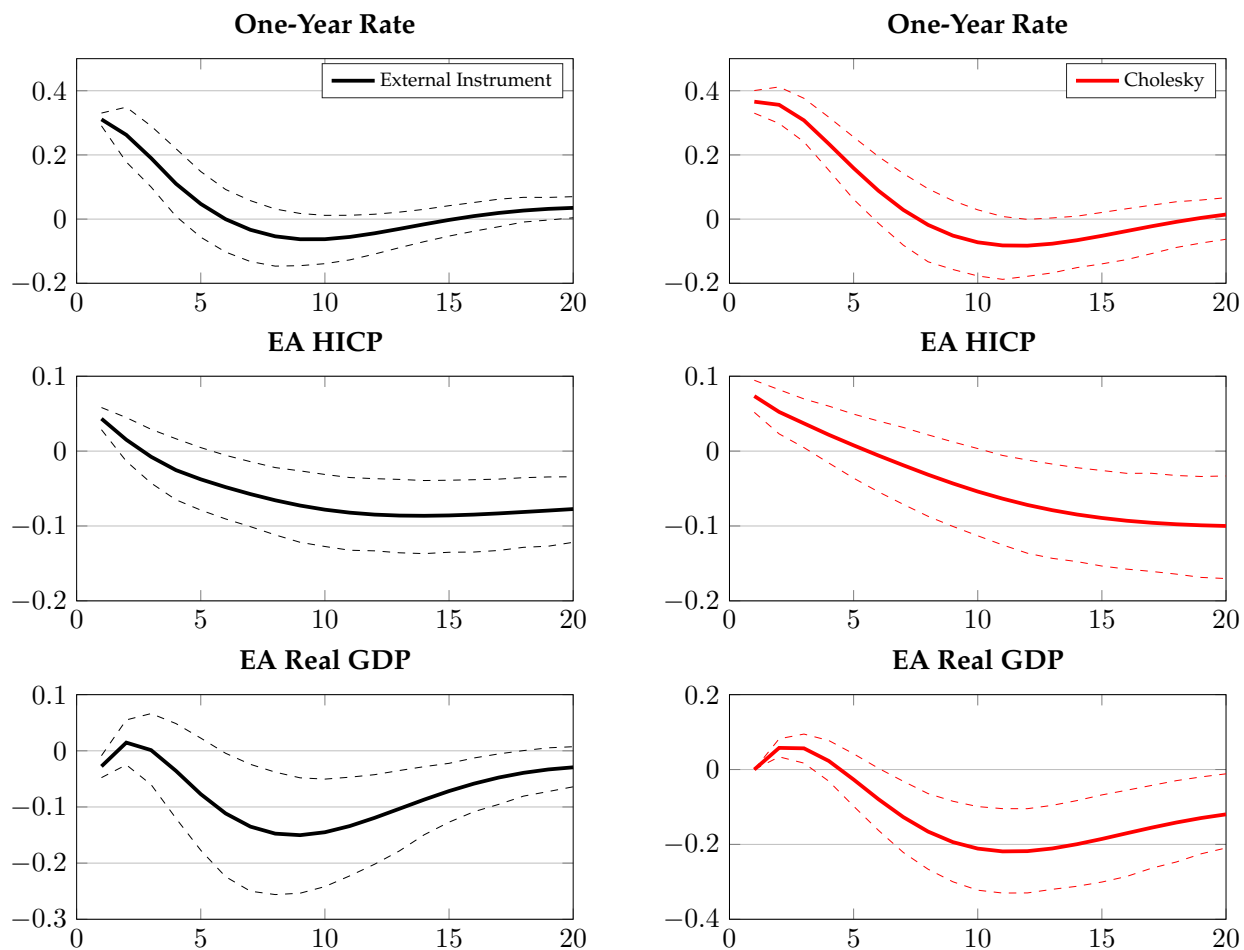 One-Year Rate
External Instrument
0.4
0.2
0
−0.2
0 5 10 15 20
One-Year Rate
Cholesky
0.4
0.2
0
−0.2
0 5 10 15 20
EA HICP
0.1
0
−0.1
−0.2
0 5 10 15 20
EA HICP
0.1
0
−0.1
−0.2
0 5 10 15 20
EA Real GDP
0.1
0
−0.1
−0.2
−0.3
0 5 10 15 20
EA Real GDP
0.2
0
−0.2
−0.4
0 5 10 15 20